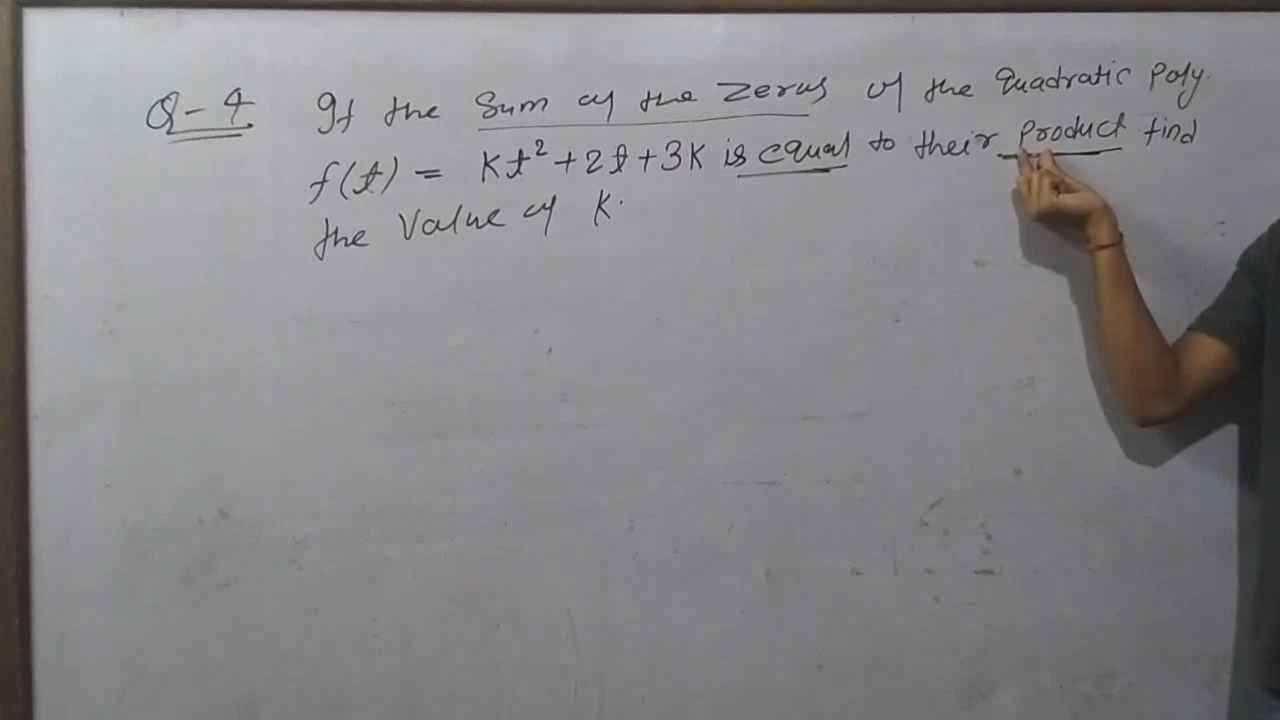 Q-4 If the Sum of the Zeros of the Quadratic Poly.
f(t) = Kt² + 2t + 3K is equal to their Product find
the Value of K.